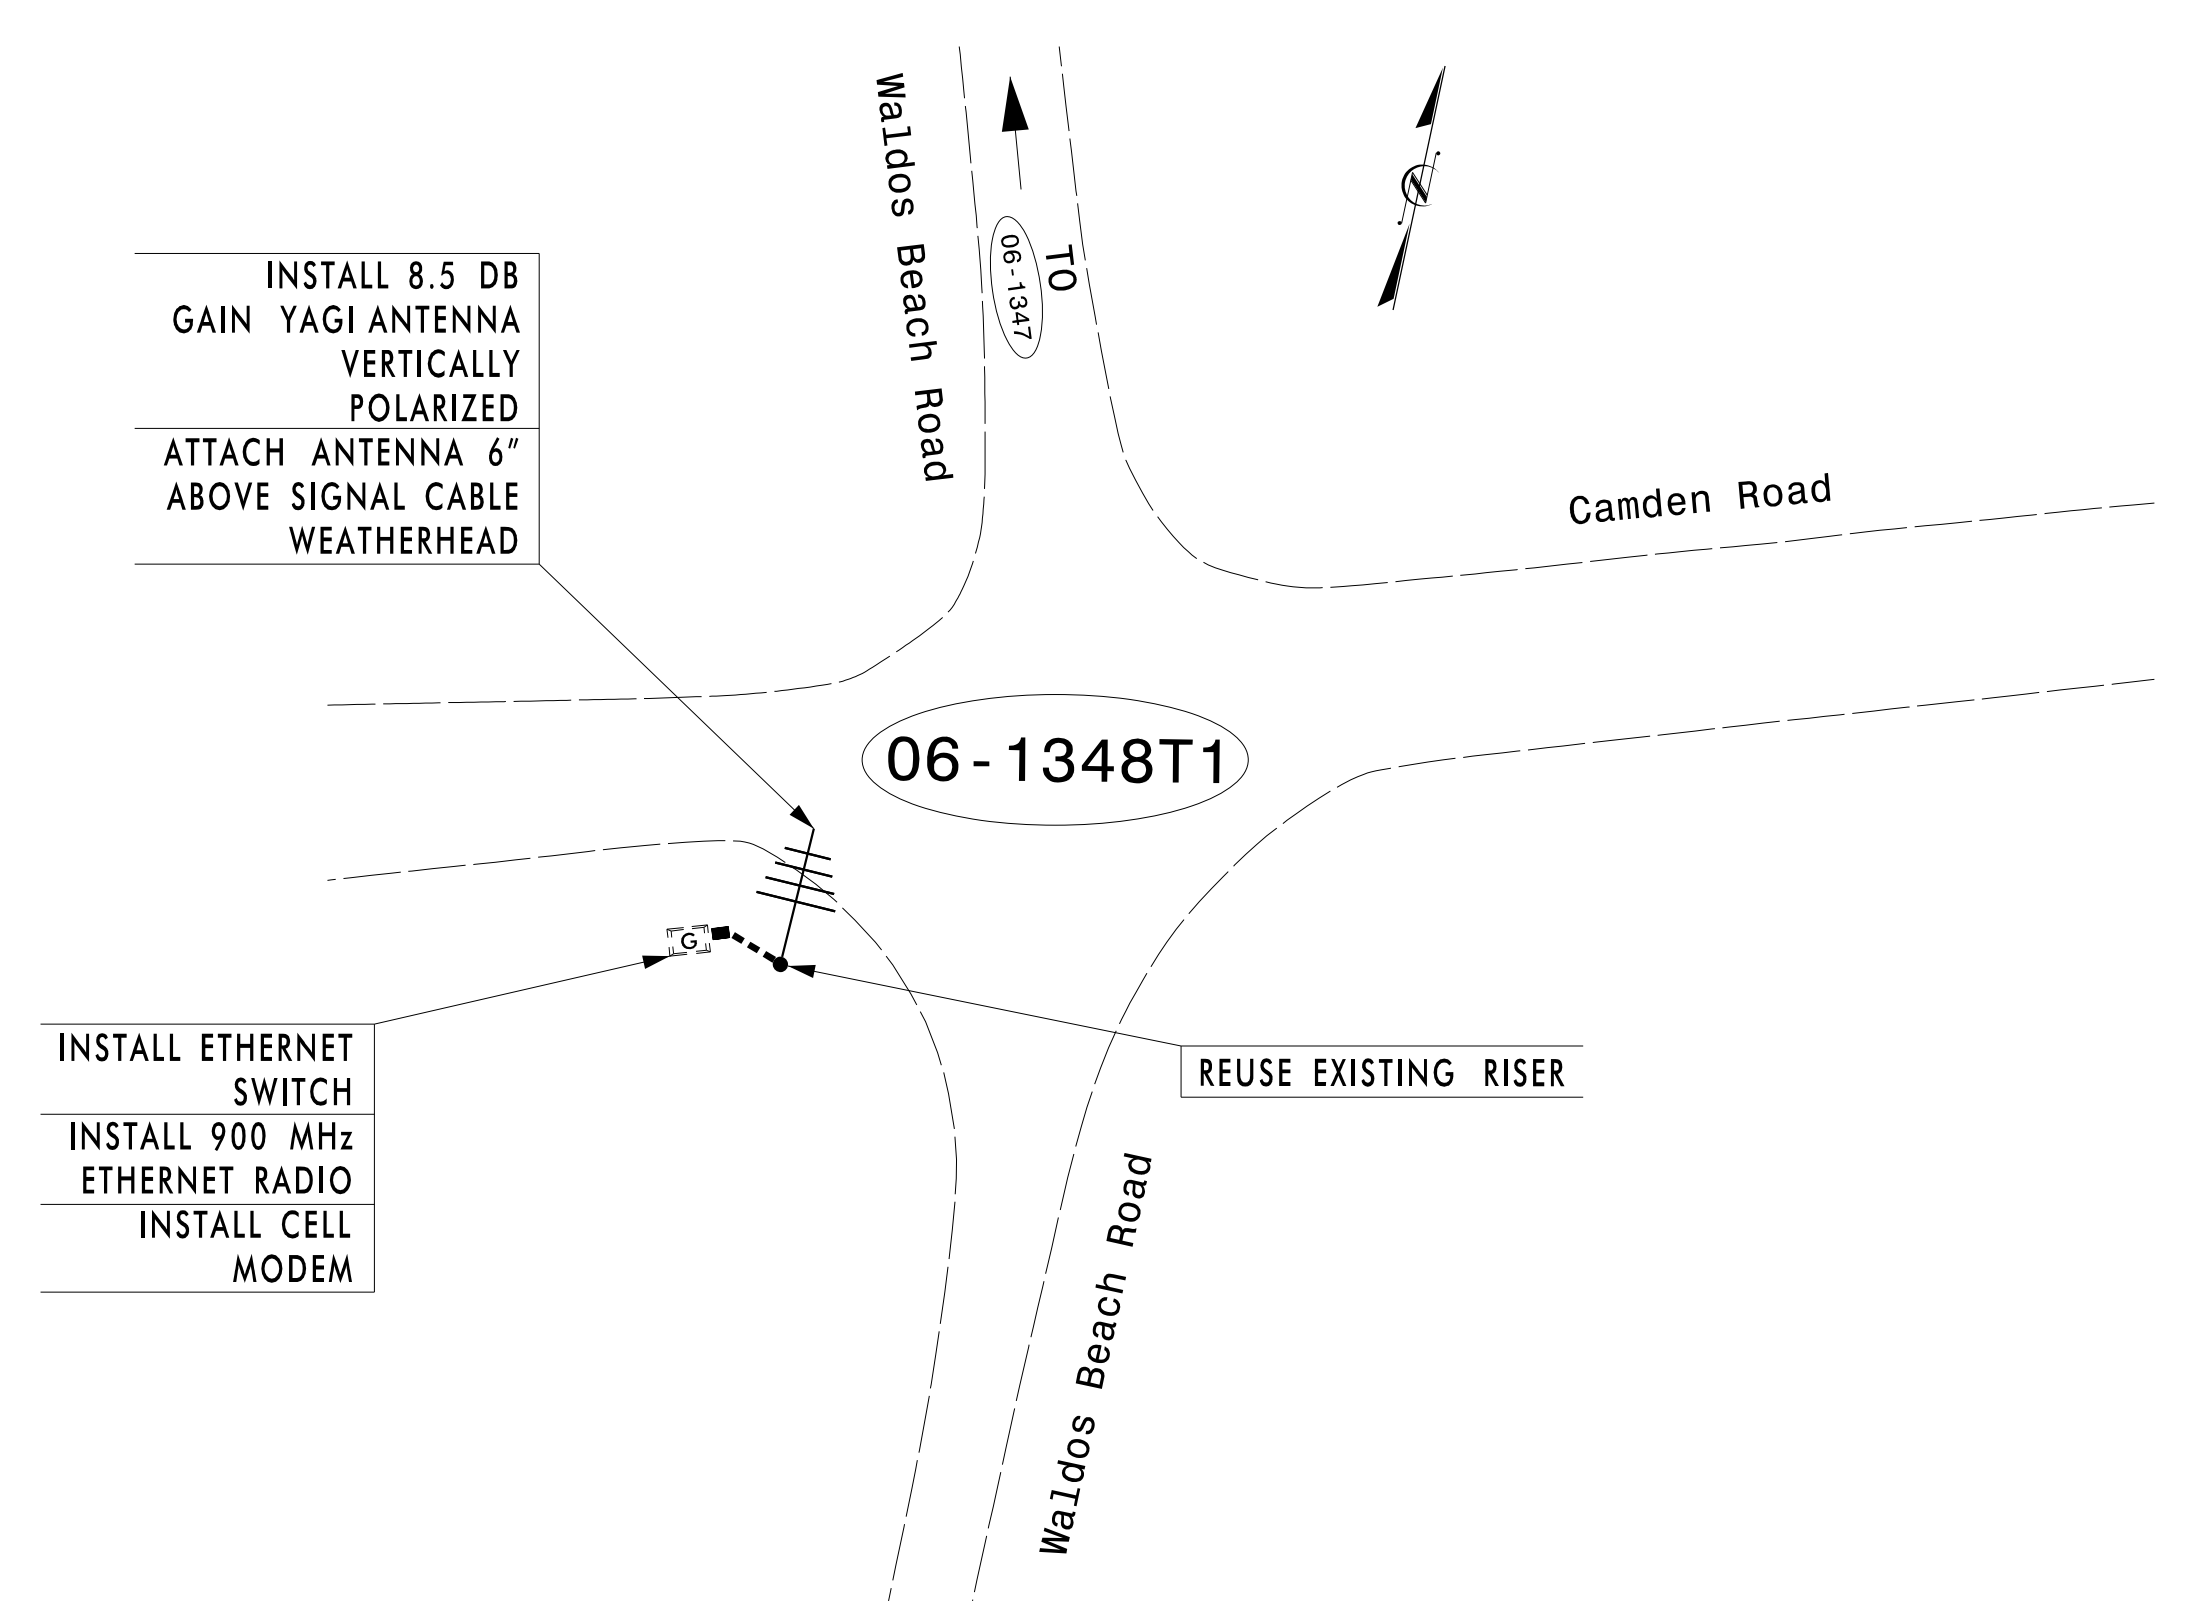 Waldos Beach Road
TO
06-1347
N
INSTALL 8.5 DB
GAIN YAGI ANTENNA
VERTICALLY
POLARIZED
ATTACH ANTENNA 6"
ABOVE SIGNAL CABLE
WEATHERHEAD
Camden Road
06-1348T1
G
INSTALL ETHERNET
SWITCH
INSTALL 900 MHz
ETHERNET RADIO
INSTALL CELL
MODEM
REUSE EXISTING RISER
Waldos Beach Road